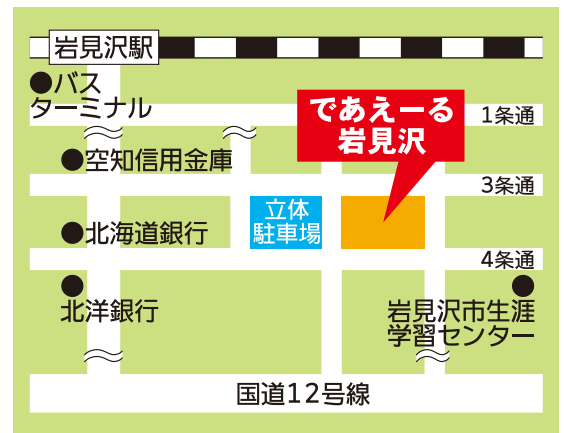 岩見沢駅
●バス
ターミナル
であえーる
岩見沢
1条通
●空知信用金庫
3条通
立体
駐車場
●北海道銀行
4条通
北洋銀行
岩見沢市生涯
学習センター
国道12号線